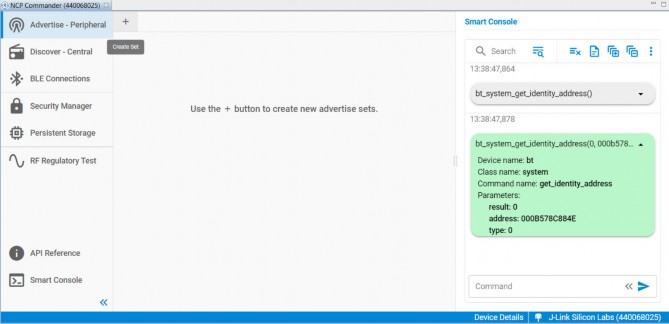 NCP Commander (440068025)
Advertise - Peripheral
+
Create Set
Discover - Central
BLE Connections
Security Manager
Persistent Storage
RF Regulatory Test
API Reference
Smart Console
Use the + button to create new advertise sets.
Smart Console
Search
13:38:47,864
bt_system_get_identity_address()
13:38:47,878
bt_system_get_identity_address(0, 000b578...
Device name: bt
Class name: system
Command name: get_identity_address
Parameters:
result: 0
address: 000B578C884E
type: 0
Command
Device Details
J-Link Silicon Labs (440068025)